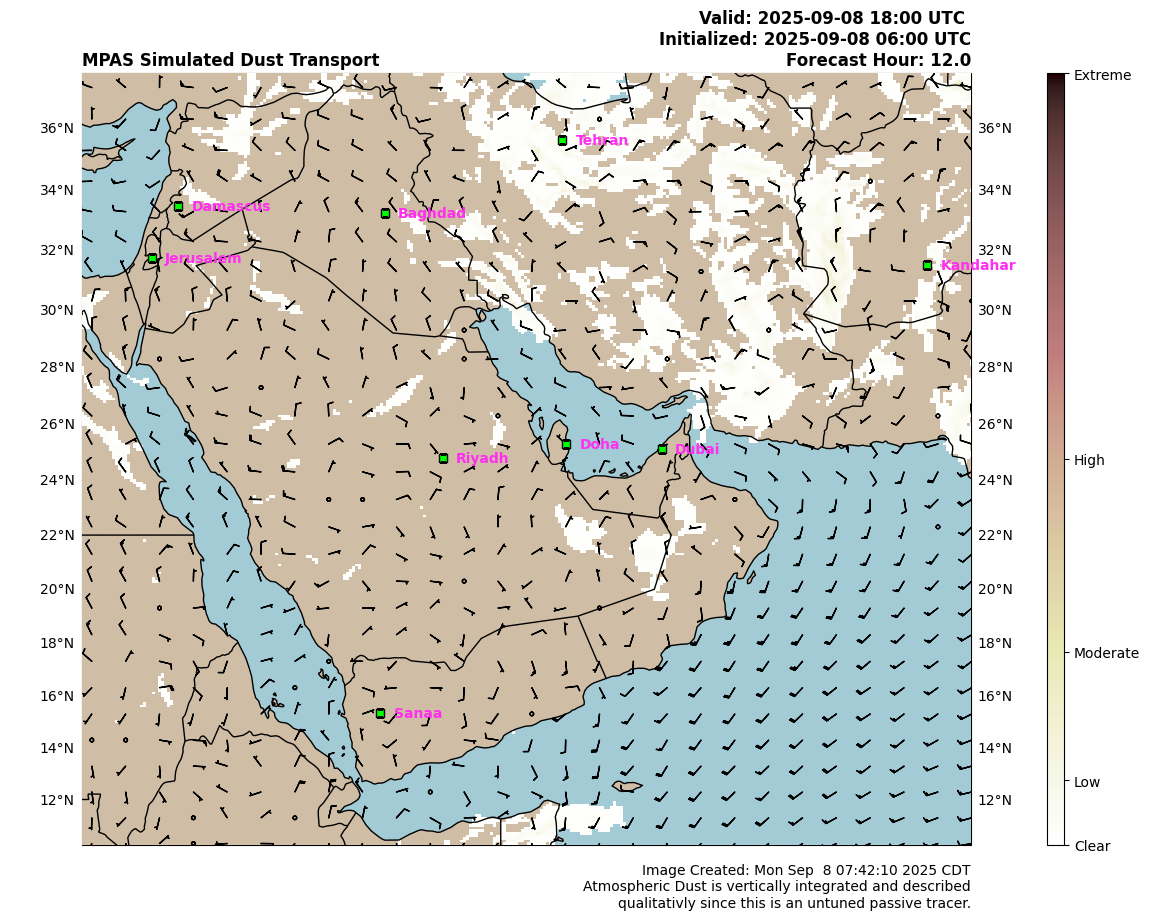 Valid: 2025-09-08 18:00 UTC
Initialized: 2025-09-08 06:00 UTC
MPAS Simulated Dust Transport
Forecast Hour: 12.0
Extreme
36°N
Tehran
36°N
34°N
Damascus
Baghdad
34°N
32°N
Jerusalem
32°N
Kandahar
30°N
30°N
28°N
28°N
26°N
Doha
Dubai
26°N
Riyadh
High
24°N
24°N
22°N
22°N
20°N
20°N
18°N
18°N
Moderate
16°N
Sanaa
16°N
14°N
14°N
Low
12°N
12°N
Clear
Image Created: Mon Sep  8 07:42:10 2025 CDT
Atmospheric Dust is vertically integrated and described
qualitativly since this is an untuned passive tracer.